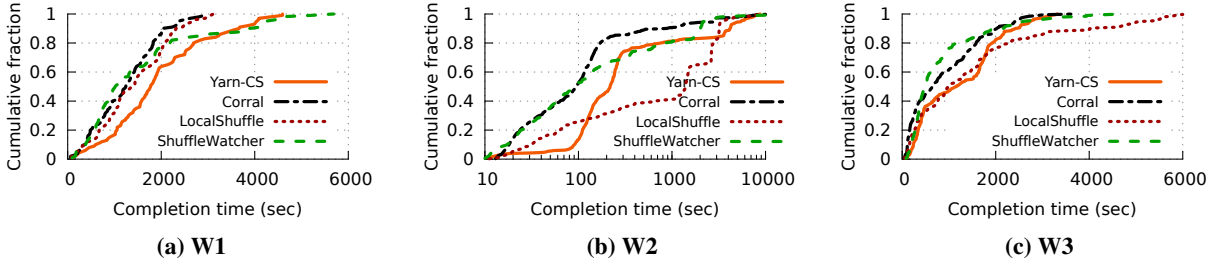 Cumulative fraction
1
0.8
0.6
0.4
0.2
0
Yarn-CS
Corral
LocalShuffle
ShuffleWatcher
0 2000 4000 6000
Completion time (sec)
(a) W1
Cumulative fraction
1
0.8
0.6
0.4
0.2
0
Yarn-CS
Corral
LocalShuffle
ShuffleWatcher
10 100 1000 10000
Completion time (sec)
(b) W2
Cumulative fraction
1
0.8
0.6
0.4
0.2
0
Yarn-CS
Corral
LocalShuffle
ShuffleWatcher
0 2000 4000 6000
Completion time (sec)
(c) W3